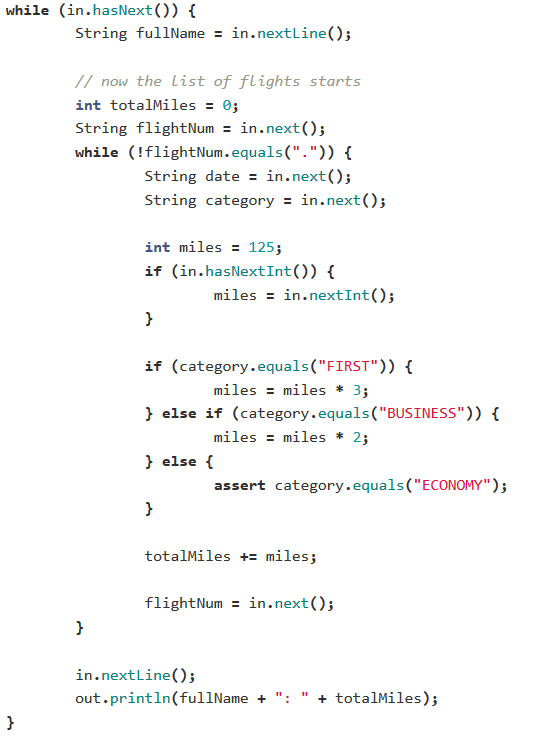 while (in.hasNext()) {
String fullName = in.nextLine();
// now the list of flights starts
int totalMiles = 0;
String flightNum = in.next();
while (!flightNum.equals(".")) {
String date = in.next();
String category = in.next();
int miles = 125;
if (in.hasNextInt()) {
miles = in.nextInt();
}
if (category.equals("FIRST")) {
miles = miles * 3;
} else if (category.equals("BUSINESS")) {
miles = miles * 2;
} else {
assert category.equals("ECONOMY");
}
totalMiles += miles;
flightNum = in.next();
}
in.nextLine();
out.println(fullName + ": " + totalMiles);
}